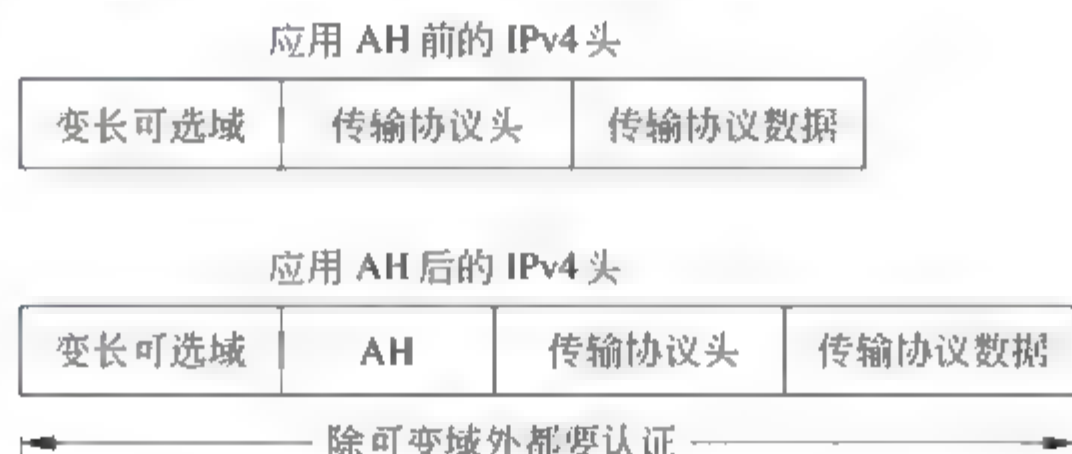 应用 AH 前的 IPv4 头
变长可选域 传输协议头 传输协议数据
应用 AH 后的 IPv4 头
变长可选域 AH 传输协议头 传输协议数据
除可变域外都要认证